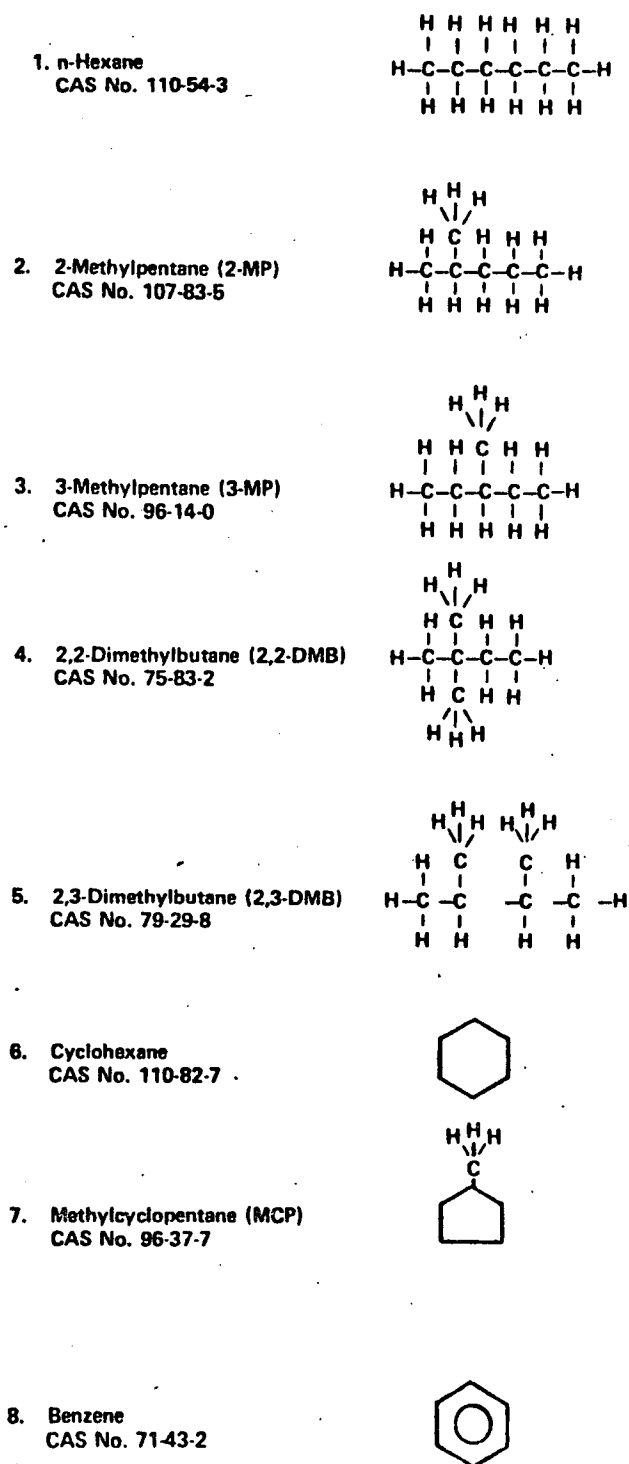 H H H H H H
1. n-Hexane
H-C-C-C-C-C-C-H
CAS No. 110-54-3
H H H H H H
H H H
H C H H H
2. 2-Methylpentane (2-MP)
H-C-C-C-C-C-H
CAS No. 107-83-5
H H H H H
H H H
H H C H H
3. 3-Methylpentane (3-MP)
H-C-C-C-C-C-H
CAS No. 96-14-0
H H H H H
H H H
H C H H
4. 2,2-Dimethylbutane (2,2-DMB)
H-C-C-C-C-H
CAS No. 75-83-2
H C H H
H H H
H H H H H H
H C C H
5. 2,3-Dimethylbutane (2,3-DMB)
H-C -C -C -C -H
CAS No. 79-29-8
H H H H
6. Cyclohexane
CAS No. 110-82-7
H H H
C
7. Methylcyclopentane (MCP)
CAS No. 96-37-7
8. Benzene
CAS No. 71-43-2